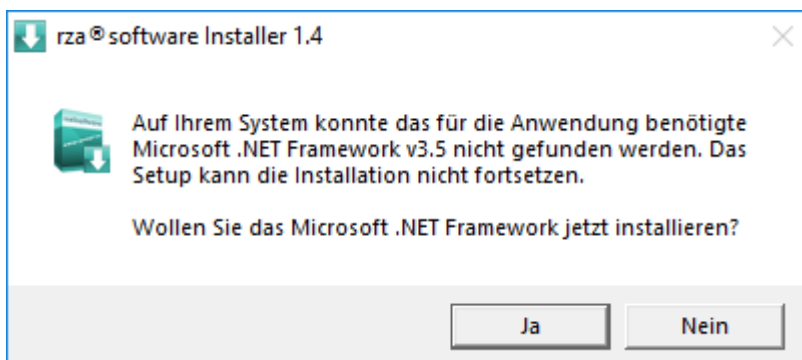 rza® software Installer 1.4
Auf Ihrem System konnte das für die Anwendung benötigte
Microsoft .NET Framework v3.5 nicht gefunden werden. Das
Setup kann die Installation nicht fortsetzen.
Wollen Sie das Microsoft .NET Framework jetzt installieren?
Ja
Nein